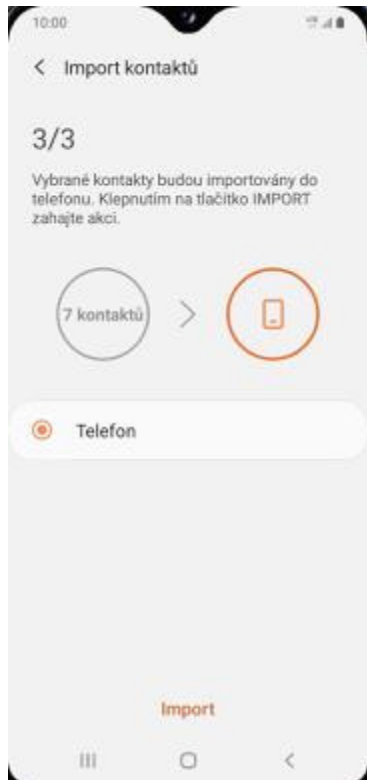 10:00
Import kontaktů
3/3
Vybrané kontakty budou importovány do
telefonu. Klepnutím na tlačítko IMPORT
zahajte akci.
7 kontaktů
Telefon
Import